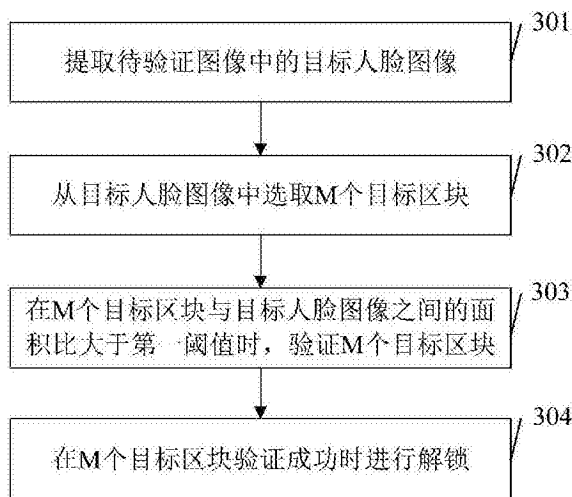 301
提取待验证图像中的目标人脸图像
302
从目标人脸图像中选取M个目标区块
303
在M个目标区块与目标人脸图像之间的面
积比大于第一阈值时，验证M个目标区块
304
在M个目标区块验证成功时进行解锁